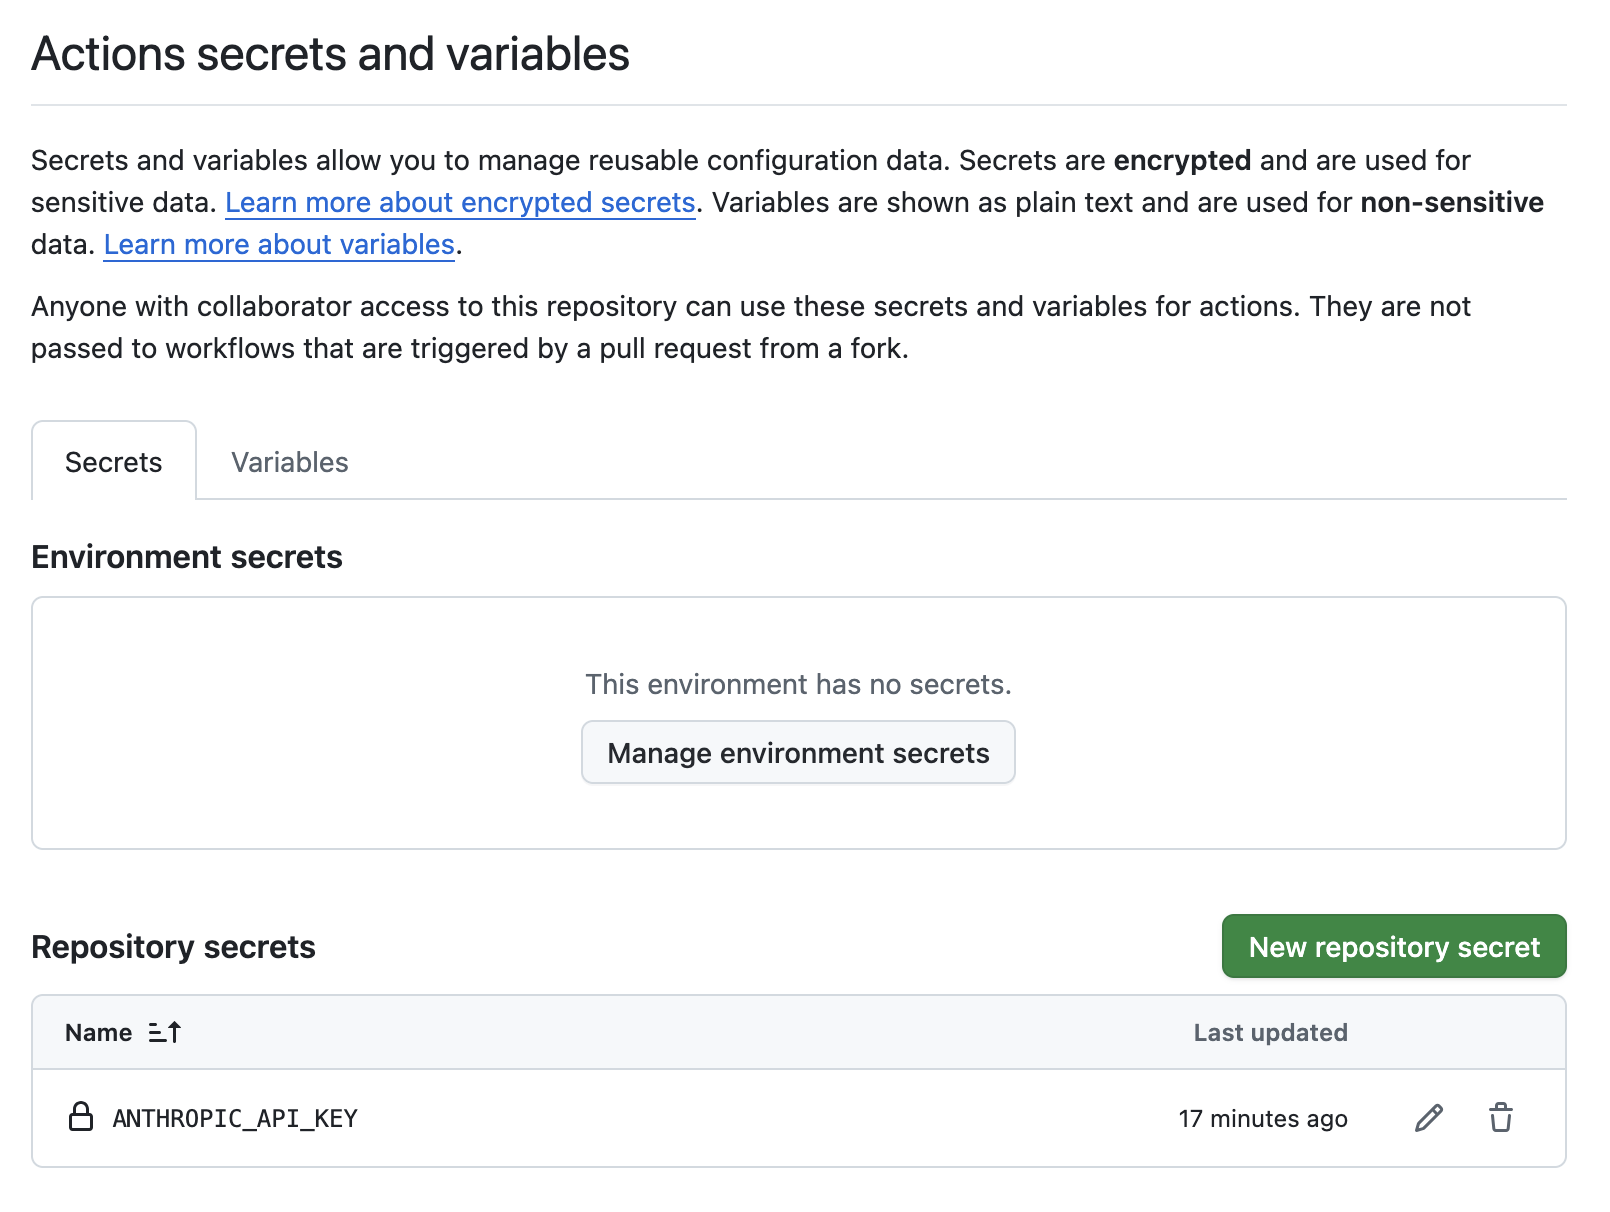 Actions secrets and variables
Secrets and variables allow you to manage reusable configuration data. Secrets are encrypted and are used for
sensitive data. Learn more about encrypted secrets. Variables are shown as plain text and are used for non-sensitive
data. Learn more about variables.
Anyone with collaborator access to this repository can use these secrets and variables for actions. They are not
passed to workflows that are triggered by a pull request from a fork.
Secrets Variables
Environment secrets
This environment has no secrets.
Manage environment secrets
Repository secrets New repository secret
Name Last updated
ANTHROPIC_API_KEY 17 minutes ago